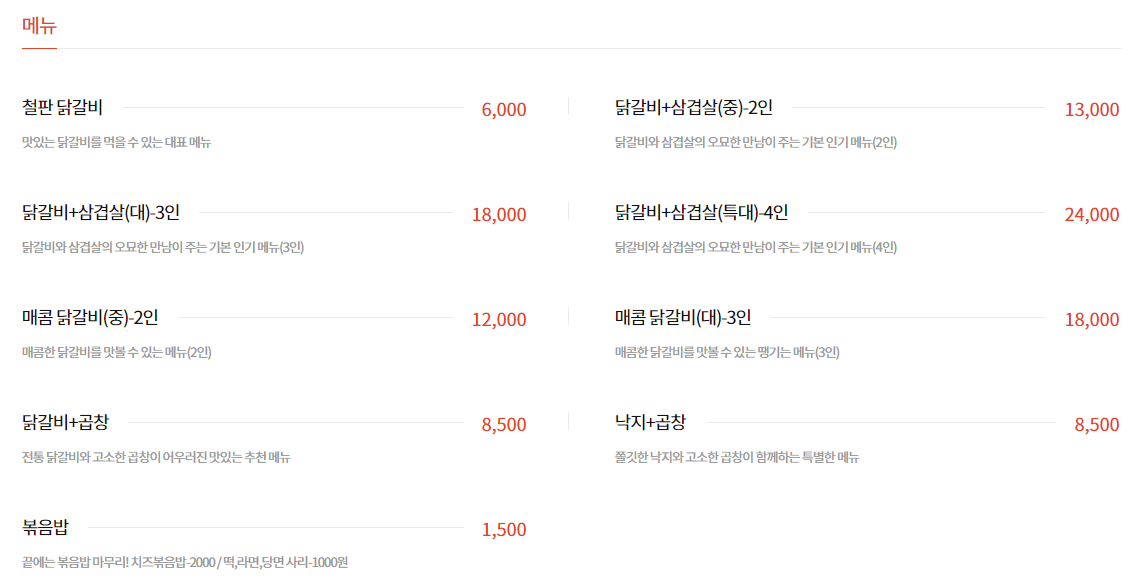 메뉴
철판 닭갈비 6,000
맛있는 닭갈비를 먹을 수 있는 대표 메뉴
닭갈비+삼겹살(중)-2인 13,000
닭갈비와 삼겹살의 오묘한 만남이 주는 기본 인기 메뉴(2인)
닭갈비+삼겹살(대)-3인 18,000
닭갈비와 삼겹살의 오묘한 만남이 주는 기본 인기 메뉴(3인)
닭갈비+삼겹살(특대)-4인 24,000
닭갈비와 삼겹살의 오묘한 만남이 주는 기본 인기 메뉴(4인)
매콤 닭갈비(중)-2인 12,000
매콤한 닭갈비를 맛볼 수 있는 메뉴(2인)
매콤 닭갈비(대)-3인 18,000
매콤한 닭갈비를 맛볼 수 있는 땡기는 메뉴(3인)
닭갈비+곱창 8,500
전통 닭갈비와 고소한 곱창이 어우러진 맛있는 추천 메뉴
낙지+곱창 8,500
쫄깃한 낙지와 고소한 곱창이 함께하는 특별한 메뉴
볶음밥 1,500
끝에는 볶음밥 마무리! 치즈볶음밥-2000 / 떡,라면,당면 사리-1000원